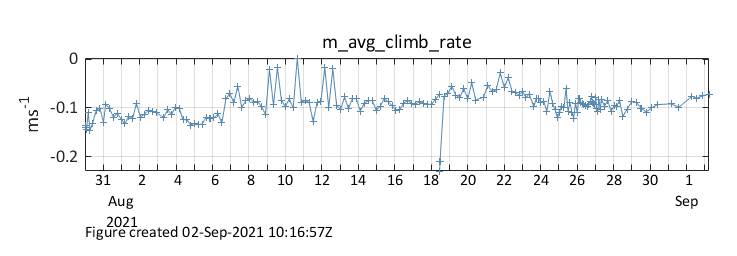 m_avg_climb_rate
0
-0.1
-0.2
ms-1
31 2 4 6 8 10 12 14 16 18 20 22 24 26 28 30 1
Aug Sep
2021
Figure created 02-Sep-2021 10:16:57Z